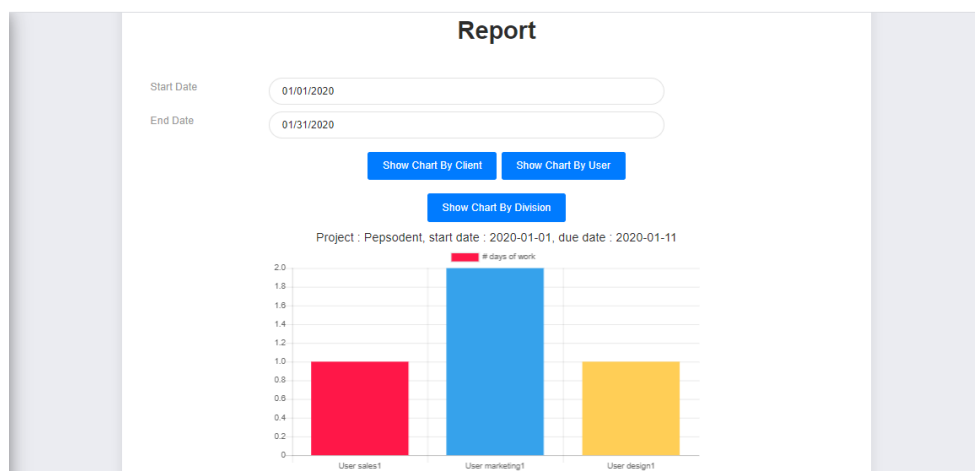 Report
Start Date
01/01/2020
End Date
01/31/2020
Show Chart By Client
Show Chart By User
Show Chart By Division
Project : Pepsodent, start date : 2020-01-01, due date : 2020-01-11
# days of work
2.0
1.8
1.6
1.4
1.2
1.0
0.8
0.6
0.4
0.2
0
User sales1
User marketing1
User design1